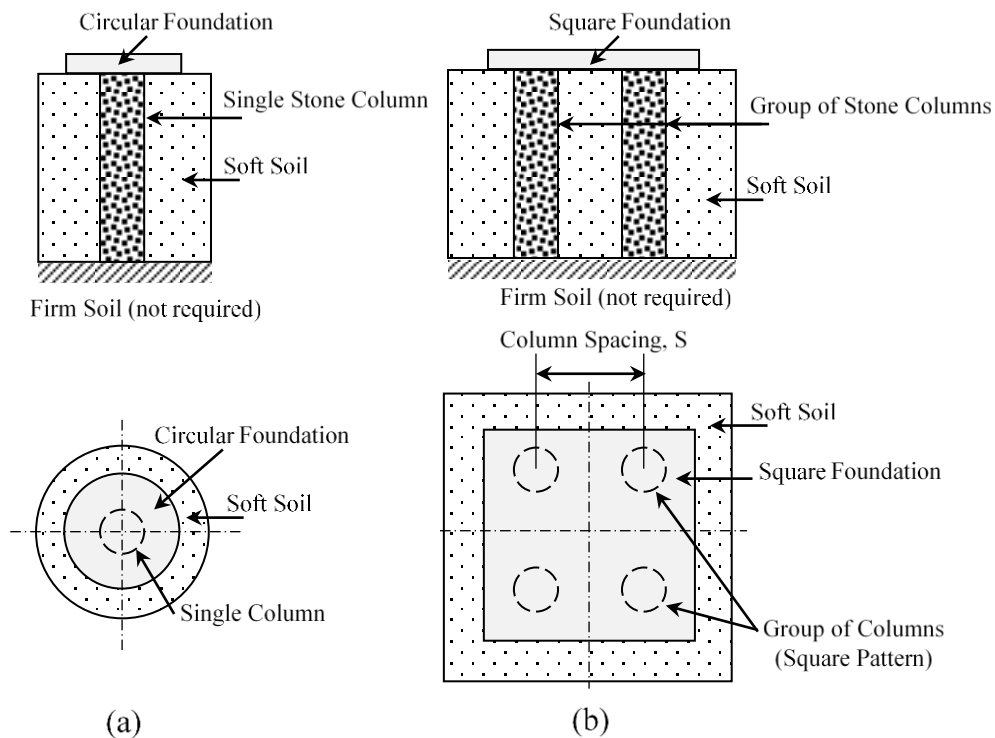 Circular Foundation
Single Stone Column
Soft Soil
Firm Soil (not required)
Circular Foundation
Soft Soil
Single Column
(a)
Square Foundation
Group of Stone Columns
Soft Soil
Firm Soil (not required)
Column Spacing, S
Soft Soil
Square Foundation
Group of Columns
(Square Pattern)
(b)